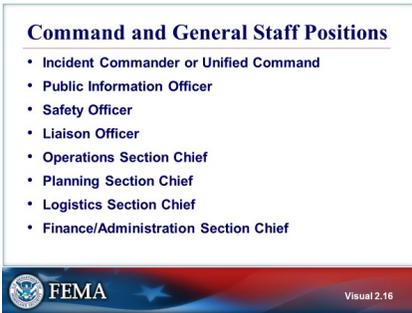 Command and General Staff Positions
• Incident Commander or Unified Command
• Public Information Officer
• Safety Officer
• Liaison Officer
• Operations Section Chief
• Planning Section Chief
• Logistics Section Chief
• Finance/Administration Section Chief
FEMA
Visual 2.16